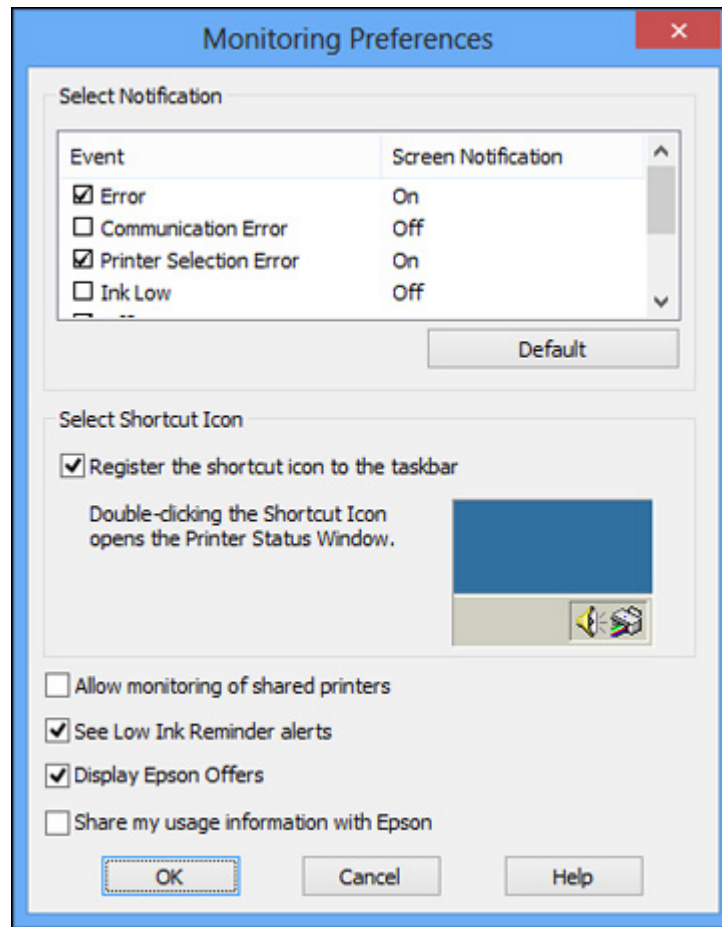 Monitoring Preferences
Select Notification
Event Screen Notification
Error On
Communication Error Off
Printer Selection Error On
Ink Low Off
Default
Select Shortcut Icon
Register the shortcut icon to the taskbar
Double-clicking the Shortcut Icon
opens the Printer Status Window.
Allow monitoring of shared printers
See Low Ink Reminder alerts
Display Epson Offers
Share my usage information with Epson
OK Cancel Help